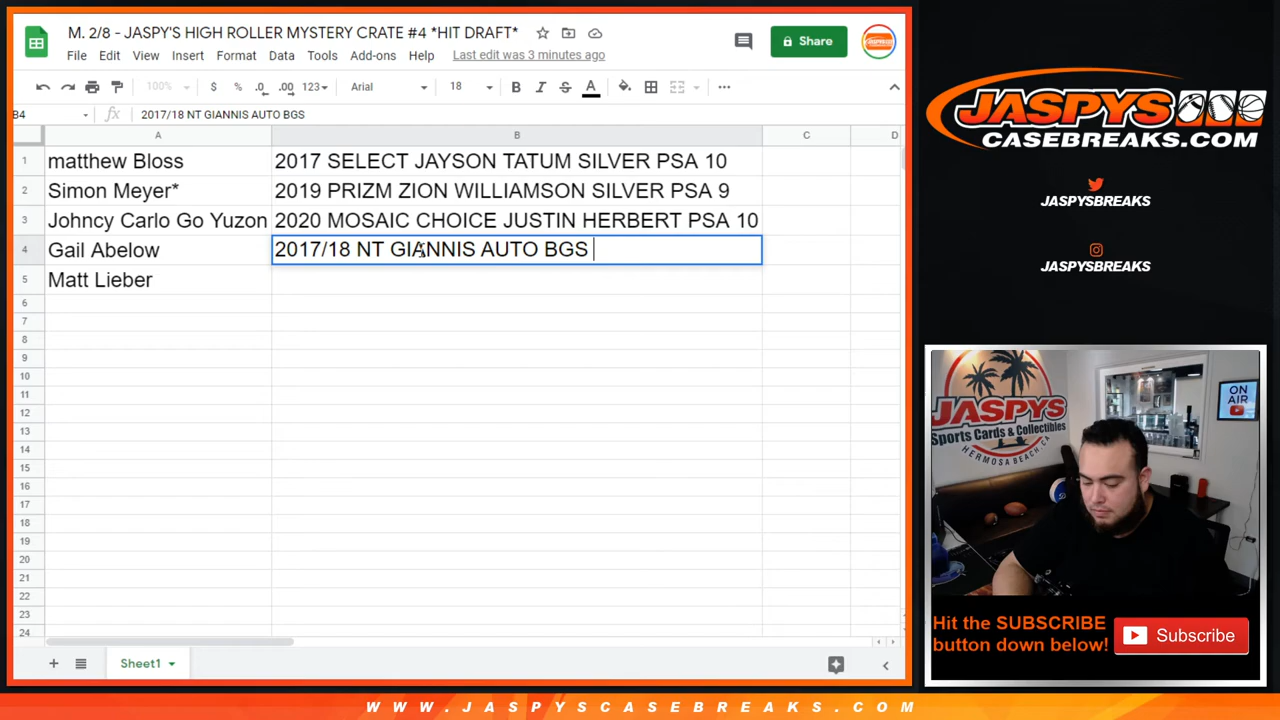 M. 2/8 - JASPY'S HIGH ROLLER MYSTERY CRATE #4 *HIT DRAFT*
File Edit View Insert Format Data Tools Add-ons Help Last edit was 3 minutes ago
Share
100% $ % .0 .00 123 Arial 18 B I S A
B4 fx 2017/18 NT GIANNIS AUTO BGS
A B C D
1 matthew Bloss 2017 SELECT JAYSON TATUM SILVER PSA 10
2 Simon Meyer* 2019 PRIZM ZION WILLIAMSON SILVER PSA 9
3 Johncy Carlo Go Yuzon 2020 MOSAIC CHOICE JUSTIN HERBERT PSA 10
4 Gail Abelow 2017/18 NT GIANNIS AUTO BGS
5 Matt Lieber
6
7
8
9
10
11
12
13
14
15
16
17
18
19
20
21
22
23
24
Sheet1
JASPYS
CASEBREAKS.COM
JASPYSBREAKS
JASPYSBREAKS
JASPYS
Sports Cards & Collectibles
HERMOSA BEACH, CA
ON
AIR
Hit the SUBSCRIBE
button down below!
Subscribe
WWW.JASPYSCASEBREAKS.COM